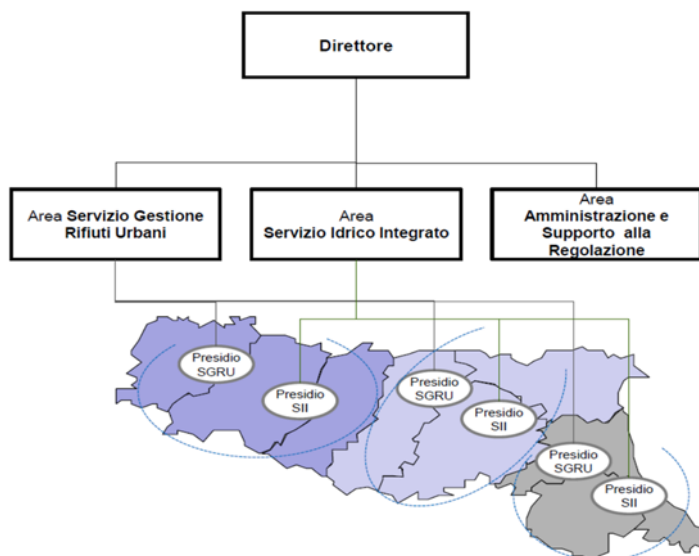 Direttore
Area Servizio Gestione
Rifiuti Urbani
Area
Servizio Idrico Integrato
Area
Amministrazione e
Supporto alla
Regolazione
Presidio
SGRU
Presidio
SII
Presidio
SGRU
Presidio
SII
Presidio
SGRU
Presidio
SII